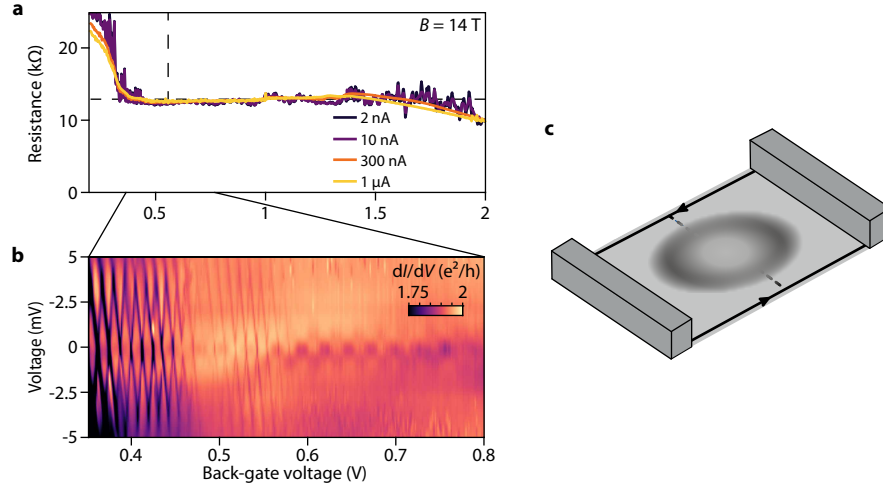 a
B = 14 T
Resistance (kΩ)
20
10
0
2 nA
10 nA
300 nA
1 µA
0.5
1
1.5
2
b
dI/dV (e²/h)
1.75
2
Voltage (mV)
5
-2.5
0
-2.5
-5
0.4
0.5
0.6
0.7
0.8
Back-gate voltage (V)
c